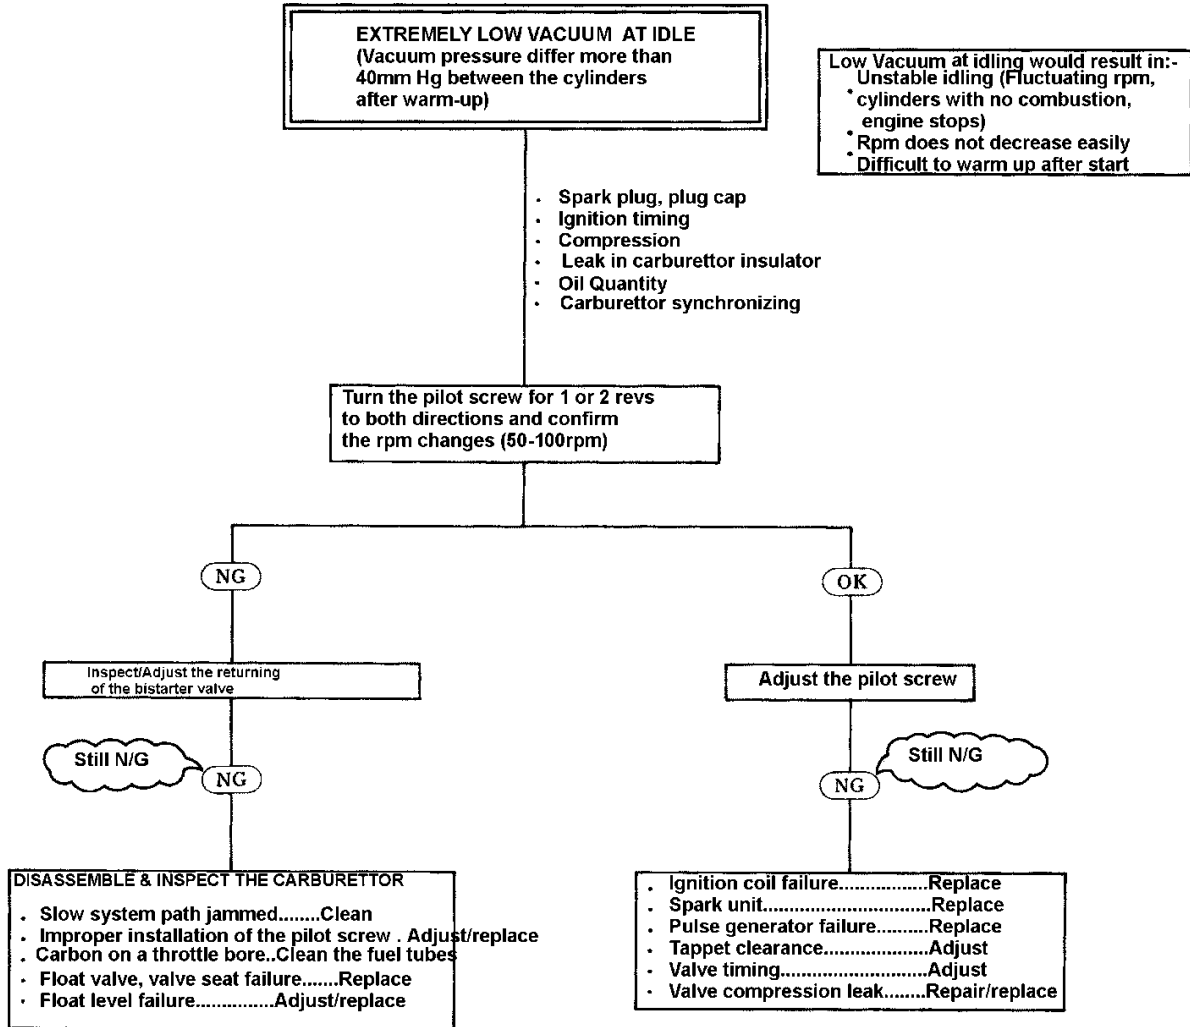 EXTREMELY LOW VACUUM AT IDLE
(Vacuum pressure differ more than
40mm Hg between the cylinders
after warm-up)
Low Vacuum at idling would result in:-
· Unstable idling (Fluctuating rpm,
cylinders with no combustion,
engine stops)
· Rpm does not decrease easily
· Difficult to warm up after start
· Spark plug, plug cap
· Ignition timing
· Compression
· Leak in carburettor insulator
· Oil Quantity
· Carburettor synchronizing
Turn the pilot screw for 1 or 2 revs
to both directions and confirm
the rpm changes (50-100rpm)
NG
OK
Inspect/Adjust the returning
of the bistarter valve
Adjust the pilot screw
Still N/G
NG
Still N/G
NG
DISASSEMBLE & INSPECT THE CARBURETTOR
· Slow system path jammed........Clean
· Improper installation of the pilot screw . Adjust/replace
· Carbon on a throttle bore..Clean the fuel tubes
· Float valve, valve seat failure.......Replace
· Float level failure..............Adjust/replace
· Ignition coil failure................Replace
· Spark unit..............................Replace
· Pulse generator failure.........Replace
· Tappet clearance...................Adjust
· Valve timing..........................Adjust
· Valve compression leak........Repair/replace